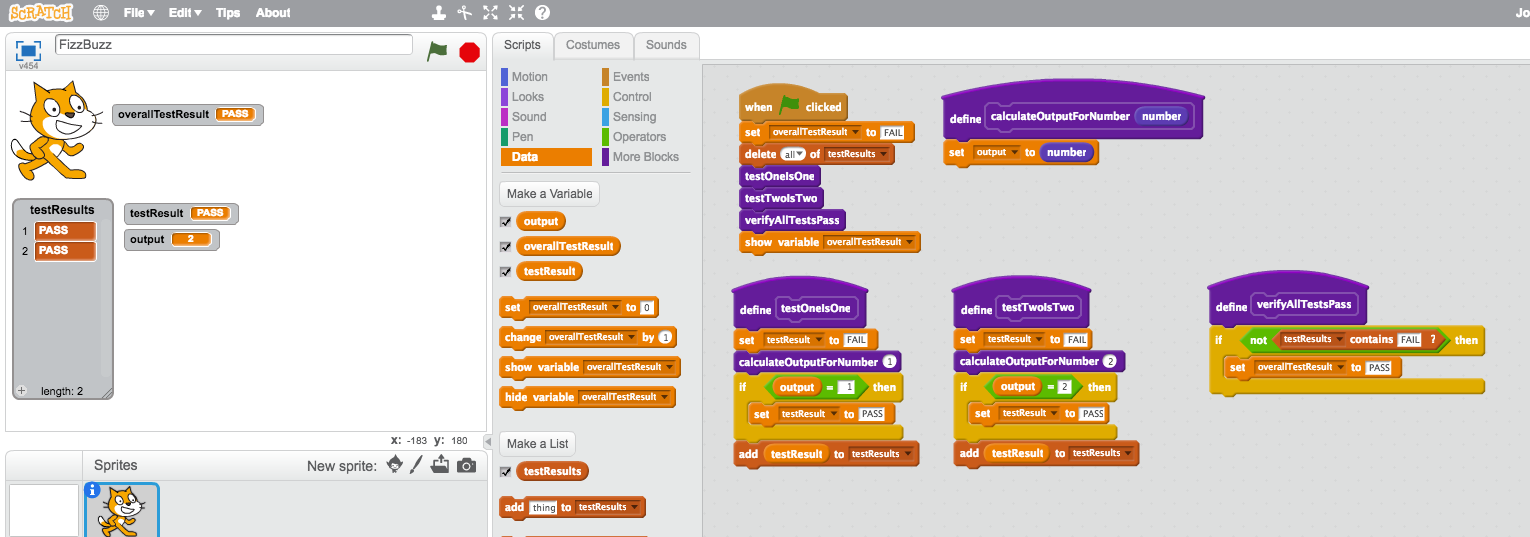 SCRATCH File Edit Tips About Jo
v454 FizzBuzz
overallTestResult PASS
testResults
1 PASS
2 PASS
length: 2
testResult PASS
output 2
x: -183 y: 180
Sprites New sprite:
Scripts Costumes Sounds
Motion Events
Looks Control
Sound Sensing
Pen Operators
Data More Blocks
Make a Variable
output
overallTestResult
testResult
set overallTestResult to 0
change overallTestResult by 1
show variable overallTestResult
hide variable overallTestResult
Make a List
testResults
add thing to testResults
when clicked
set overallTestResult to FAIL
delete all of testResults
testOneIsOne
testTwoIsTwo
verifyAllTestsPass
show variable overallTestResult
define calculateOutputForNumber number
set output to number
define testOneIsOne
set testResult to FAIL
calculateOutputForNumber 1
if output = 1 then
set testResult to PASS
add testResult to testResults
define testTwoIsTwo
set testResult to FAIL
calculateOutputForNumber 2
if output = 2 then
set testResult to PASS
add testResult to testResults
define verifyAllTestsPass
if not testResults contains FAIL ? then
set overallTestResult to PASS